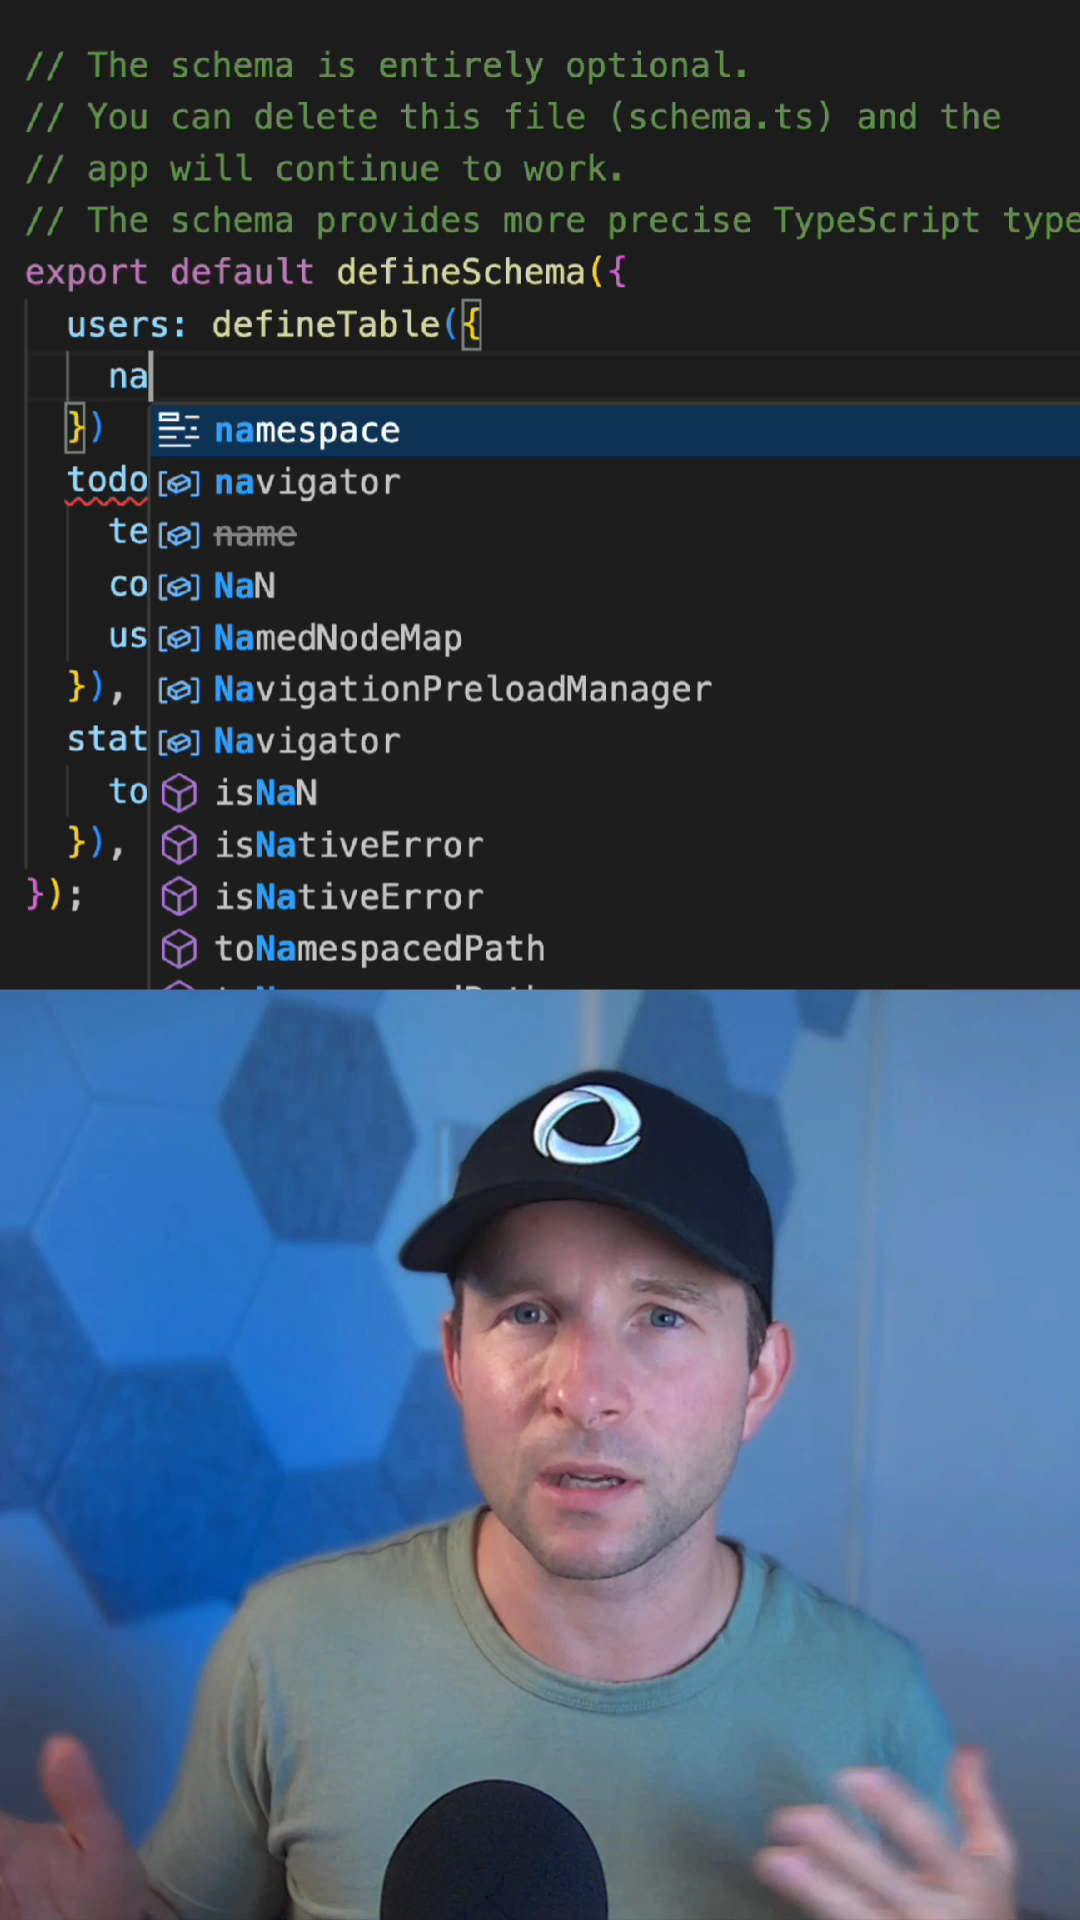 // The schema is entirely optional.
// You can delete this file (schema.ts) and the
// app will continue to work.
// The schema provides more precise TypeScript type
export default defineSchema({
users: defineTable({
na
})
namespace
todo
navigator
te
name
co
NaN
us
NamedNodeMap
}),
NavigationPreloadManager
stat
Navigator
to
isNaN
}),
isNativeError
});
isNativeError
toNamespacedPath